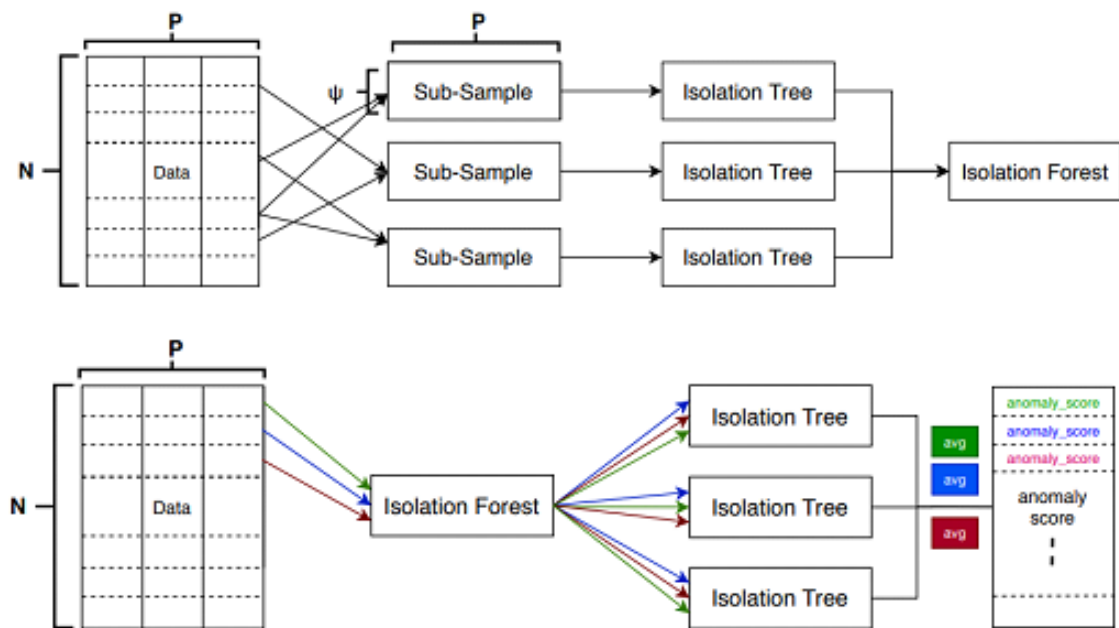 P
P
N
Data
ψ
Sub-Sample
Isolation Tree
Sub-Sample
Isolation Tree
Isolation Forest
Sub-Sample
Isolation Tree
P
N
Data
Isolation Forest
Isolation Tree
Isolation Tree
Isolation Tree
avg
avg
avg
anomaly_score
anomaly_score
anomaly_score
anomaly
score